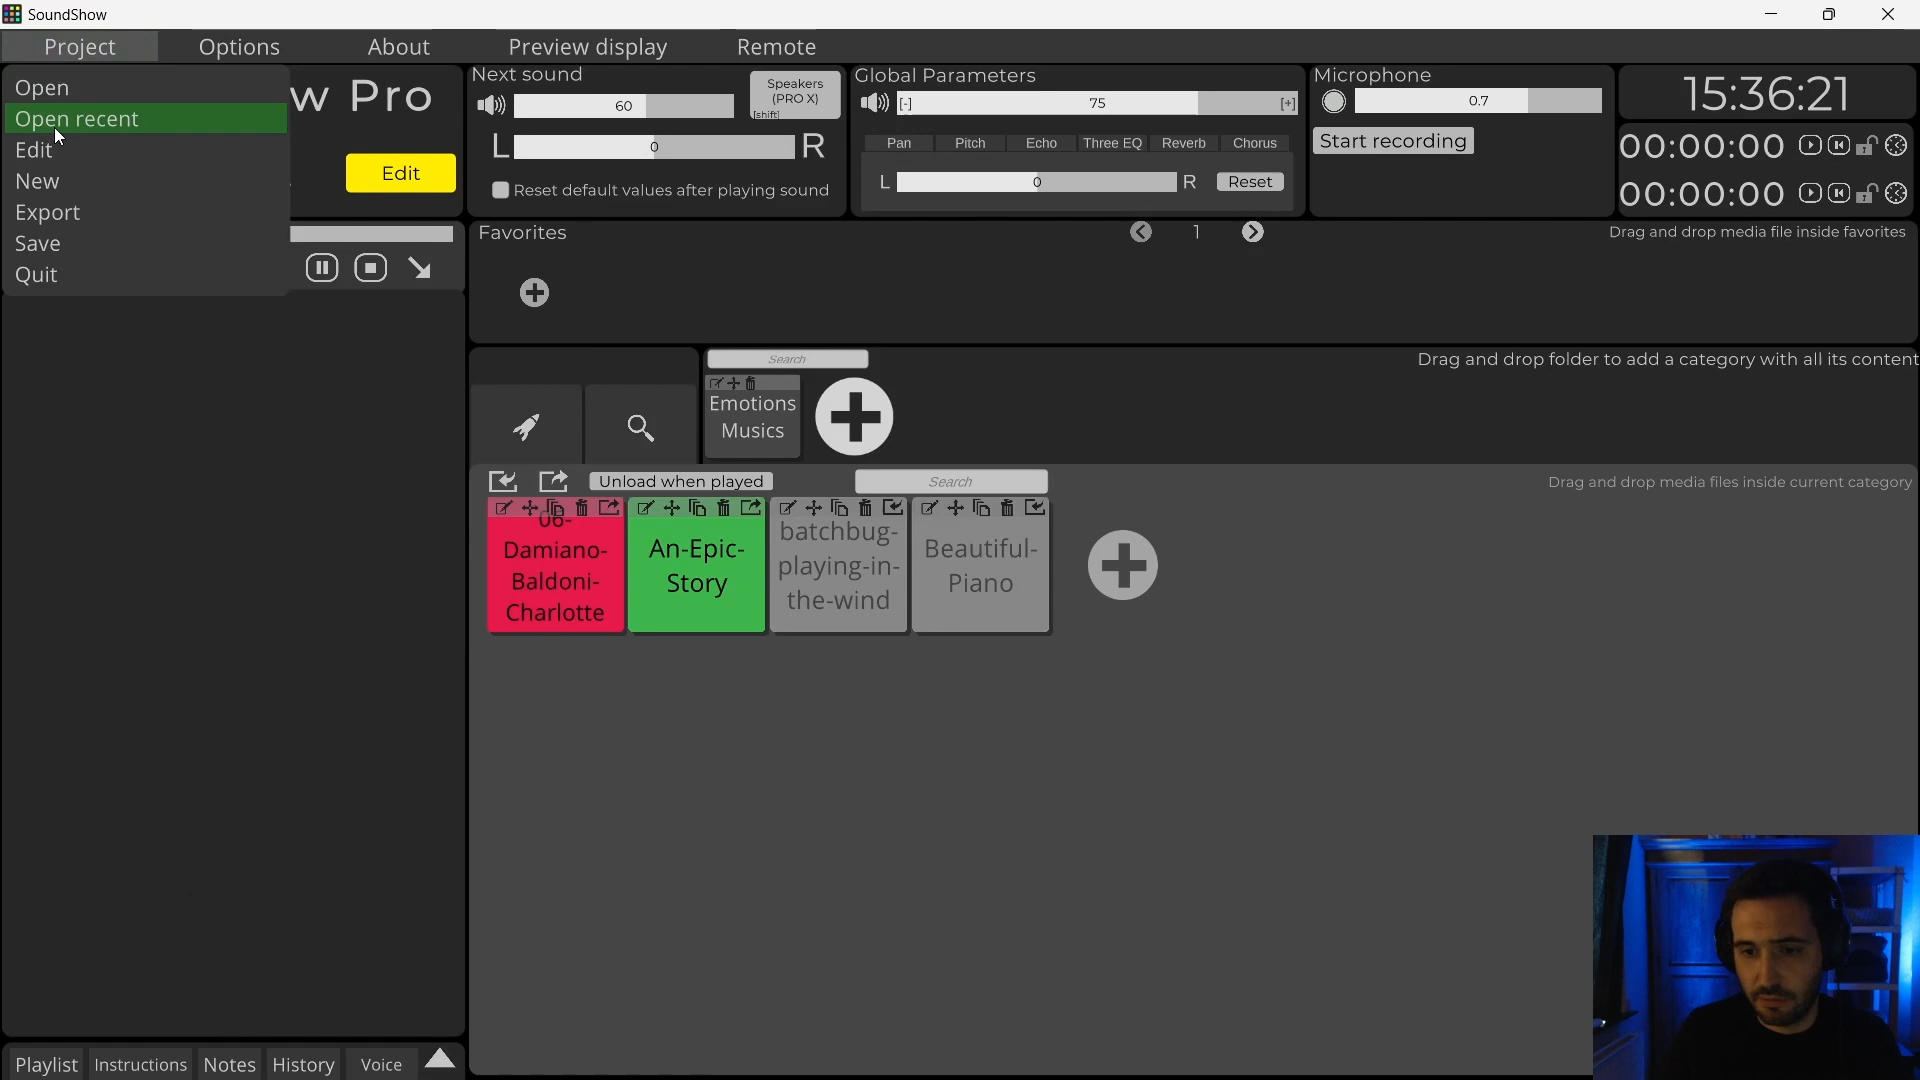 SoundShow
Project
Options
About
Preview display
Remote
Open
Open recent
Edit
New
Export
Save
Quit
w Pro
Edit
Next sound
60
Speakers
(PRO X)
[shift]
L
0
R
Reset default values after playing sound
Global Parameters
[-]
75
[+]
Pan
Pitch
Echo
Three EQ
Reverb
Chorus
L
0
R
Reset
Microphone
0.7
Start recording
15:36:21
00:00:00
00:00:00
Favorites
1
Drag and drop media file inside favorites
Search
Drag and drop folder to add a category with all its content
Emotions
Musics
Unload when played
Search
Drag and drop media files inside current category
06-
Damiano-
Baldoni-
Charlotte
An-Epic-
Story
batchbug-
playing-in-
the-wind
Beautiful-
Piano
Playlist
Instructions
Notes
History
Voice